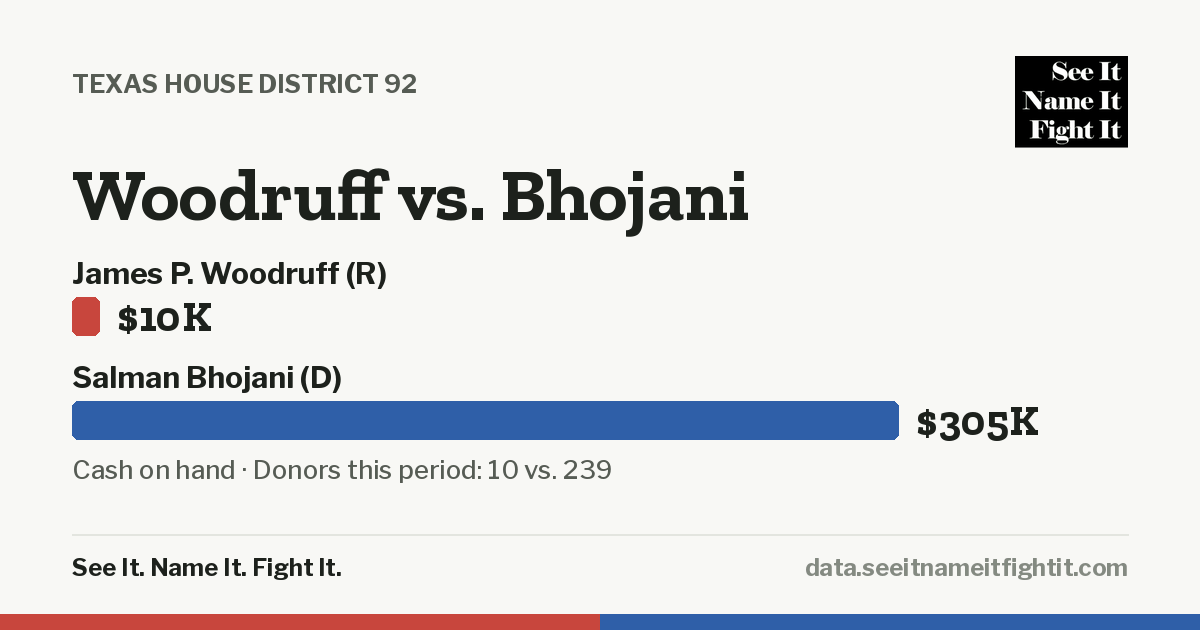 TEXAS HOUSE DISTRICT 92
See It
Name It
Fight It
Woodruff vs. Bhojani
James P. Woodruff (R)
$10K
Salman Bhojani (D)
$305K
Cash on hand · Donors this period: 10 vs. 239
See It. Name It. Fight It.
data.seeitnameitfightit.com